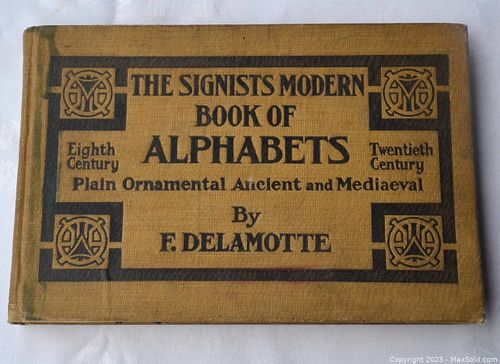 THE SIGNISTS MODERN
BOOK OF
ALPHABETS
Eighth
Century
Twentieth
Century
Plain Ornamental Ancient and Mediaeval
By
F. DELAMOTTE
Copyright 2023 - MaxSold.com